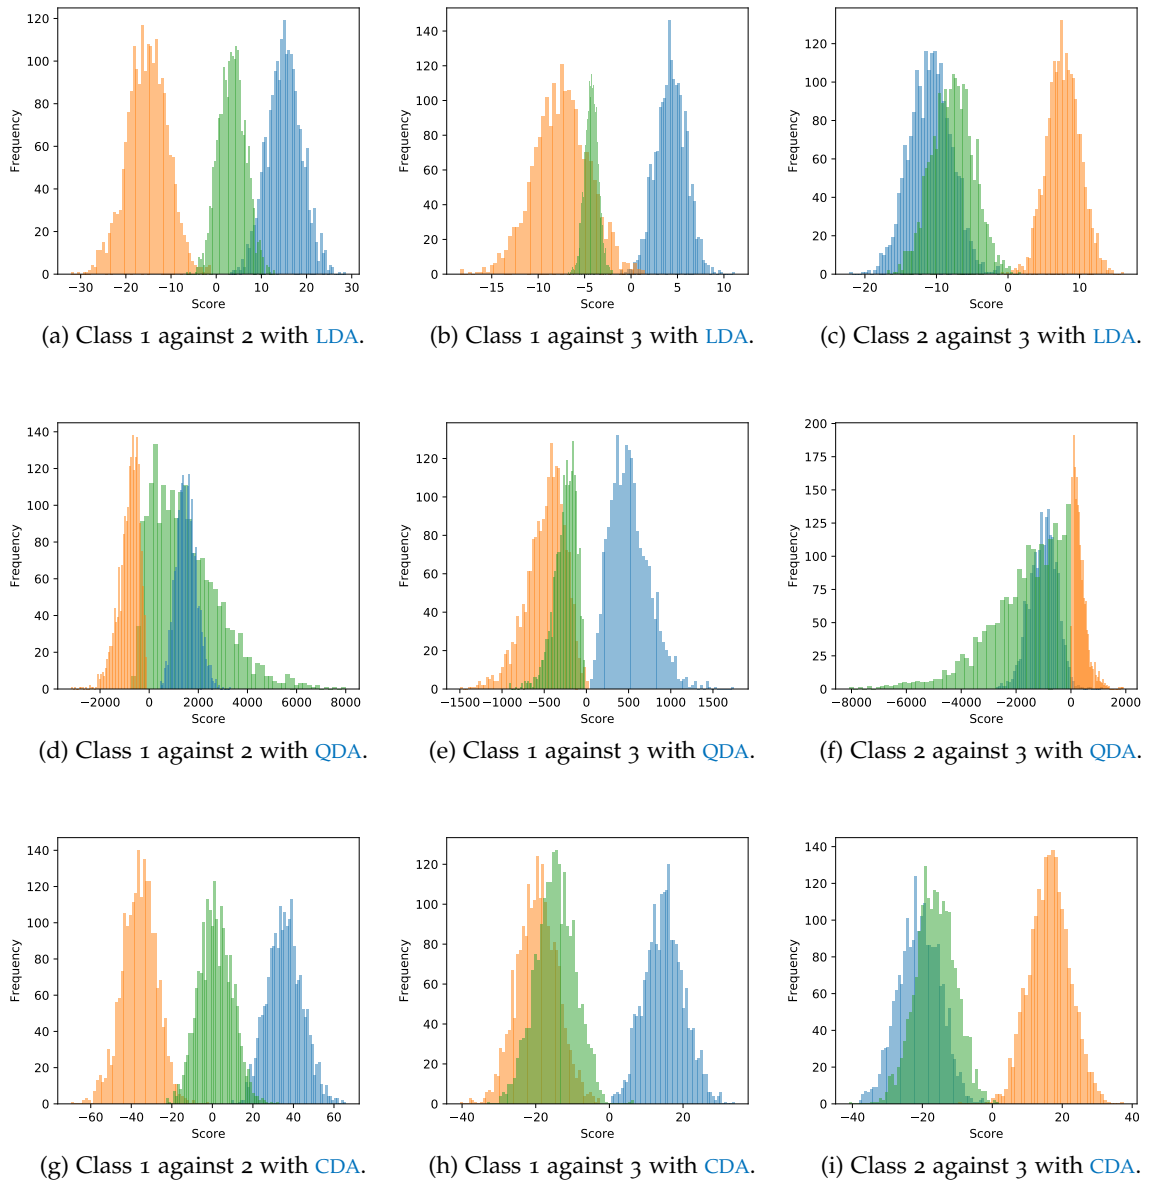 120
100
80
60
40
20
0
Frequency
−30 −20 −10 0 10 20 30
Score
(a) Class 1 against 2 with LDA.
140
120
100
80
60
40
20
0
Frequency
−15 −10 −5 0 5 10
Score
(b) Class 1 against 3 with LDA.
120
100
80
60
40
20
0
Frequency
−20 −10 0 10
Score
(c) Class 2 against 3 with LDA.
140
120
100
80
60
40
20
0
Frequency
−2000 0 2000 4000 6000 8000
Score
(d) Class 1 against 2 with QDA.
120
100
80
60
40
20
0
Frequency
−1500 −1000 −500 0 500 1000 1500
Score
(e) Class 1 against 3 with QDA.
200
175
150
125
100
75
50
25
0
Frequency
−8000 −6000 −4000 −2000 0 2000
Score
(f) Class 2 against 3 with QDA.
140
120
100
80
60
40
20
0
Frequency
−60 −40 −20 0 20 40 60
Score
(g) Class 1 against 2 with CDA.
120
100
80
60
40
20
0
Frequency
−40 −20 0 20
Score
(h) Class 1 against 3 with CDA.
140
120
100
80
60
40
20
0
Frequency
−40 −20 0 20 40
Score
(i) Class 2 against 3 with CDA.